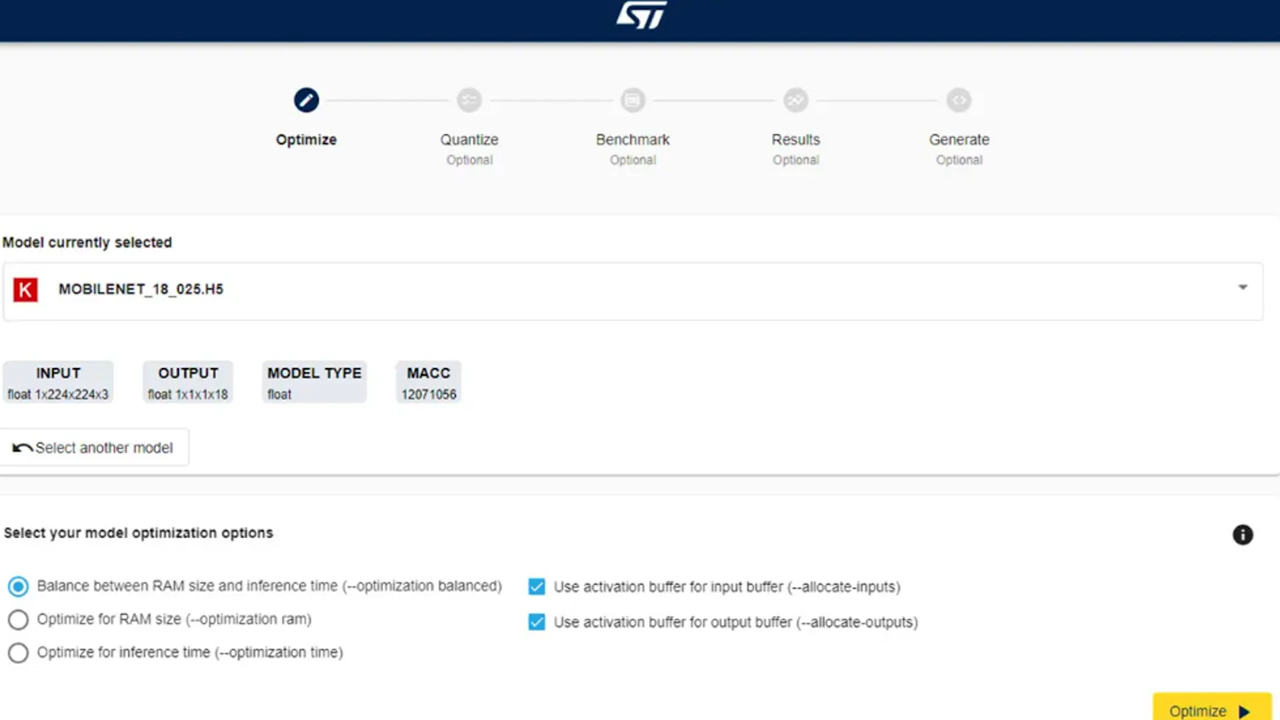 ST
Optimize
Quantize
Optional
Benchmark
Optional
Results
Optional
Generate
Optional
Model currently selected
K MOBILENET_18_025.H5
INPUT
float 1x224x224x3
OUTPUT
float 1x1x1x18
MODEL TYPE
float
MACC
12071056
Select another model
Select your model optimization options
Balance between RAM size and inference time (--optimization balanced)
Optimize for RAM size (--optimization ram)
Optimize for inference time (--optimization time)
Use activation buffer for input buffer (--allocate-inputs)
Use activation buffer for output buffer (--allocate-outputs)
Optimize